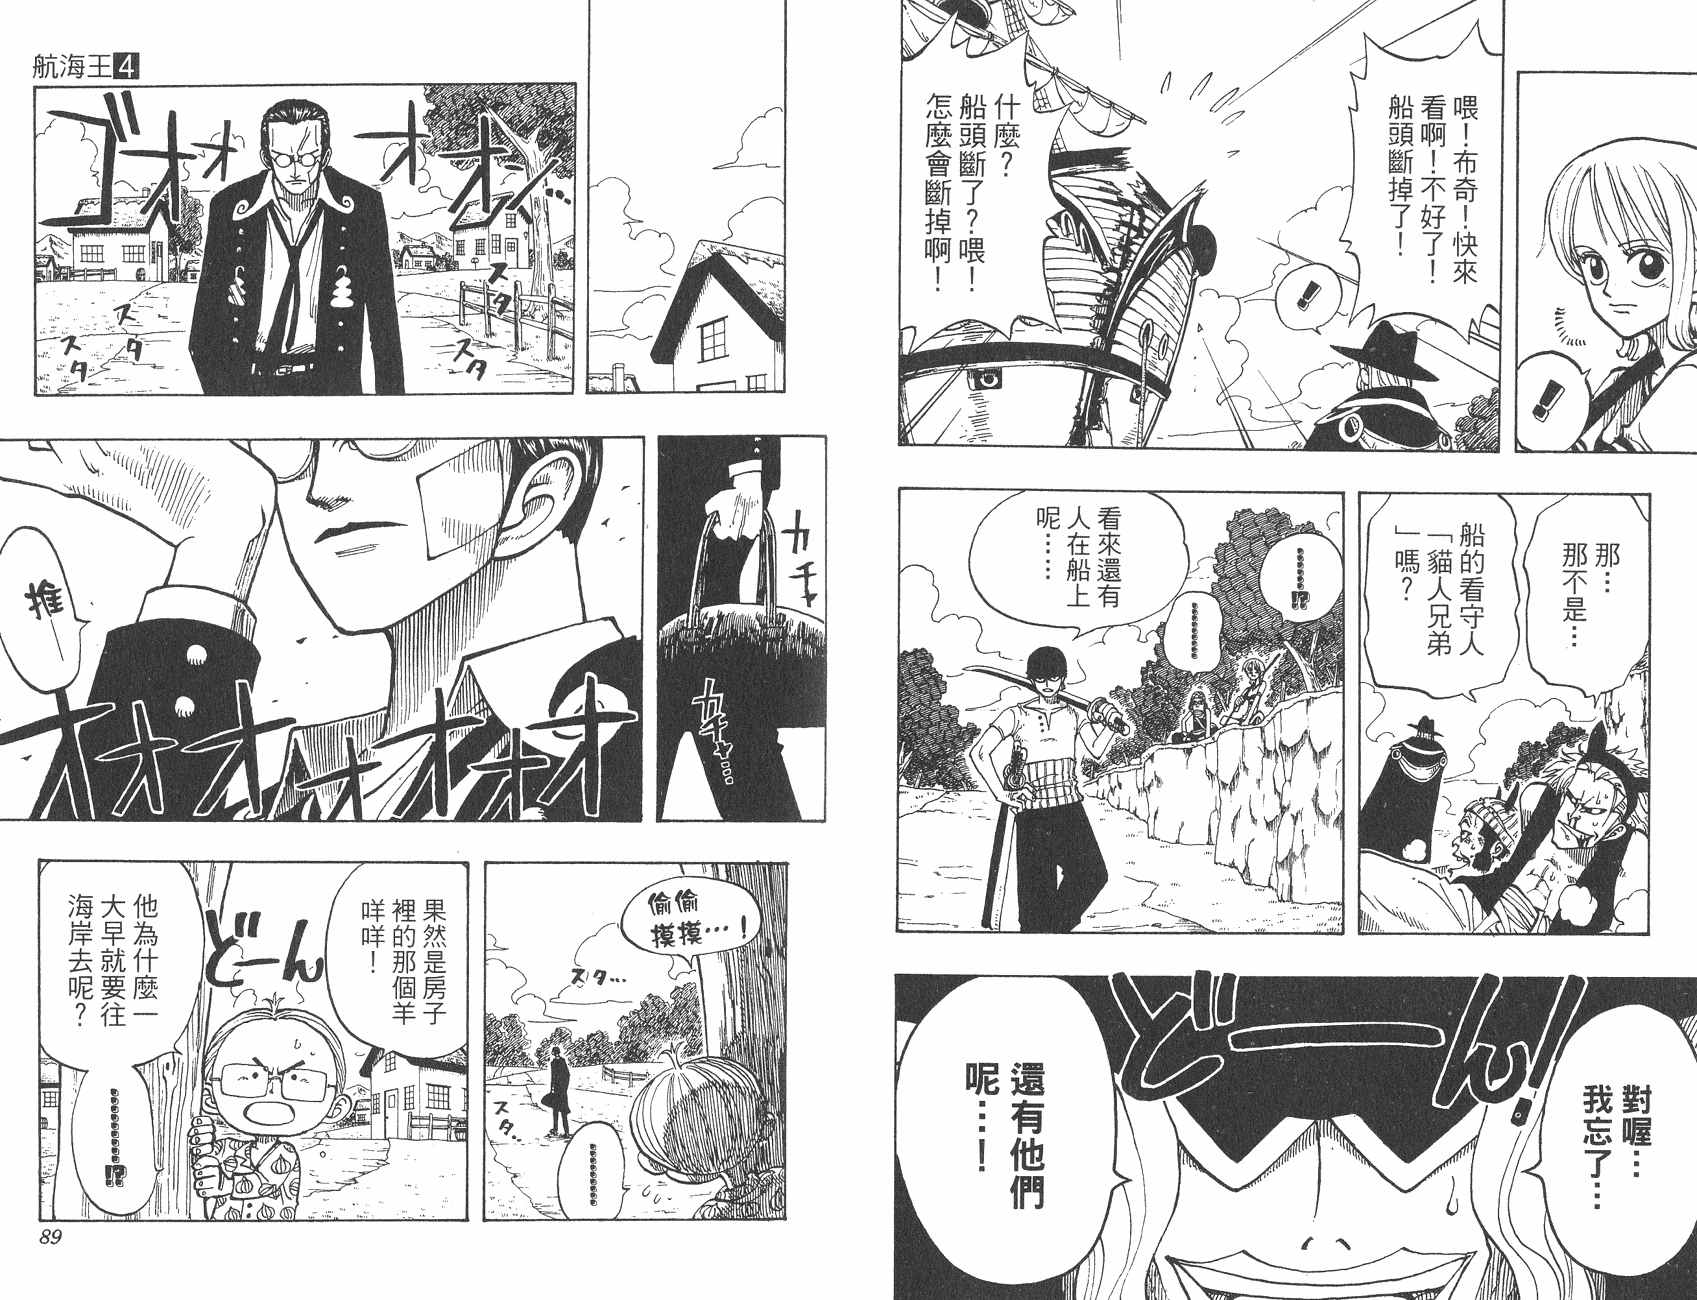 喂！布奇！快來
看啊！不好了！
船頭斷掉了！
什麼？
船頭斷了？喂！
怎麼會斷掉啊！
！
！
那…
那不是…
船的看守人
「貓人兄弟
」嗎？
…………!?
…………
看來還有
人在船上
呢……
對喔…
我忘了…
どーん！
還有他們
呢…！
航海王4
ゴオオオオオン…
スタ
スタ
スタ
スタ
カチャ
カチャ…
推
オオオオオオオ
偷偷
摸摸…！
スタ…
スタ…
…………
果然是房子
裡的那個羊
咩咩！
どーん
他為什麼一
大早就要往
海岸去呢？
…………!?
89